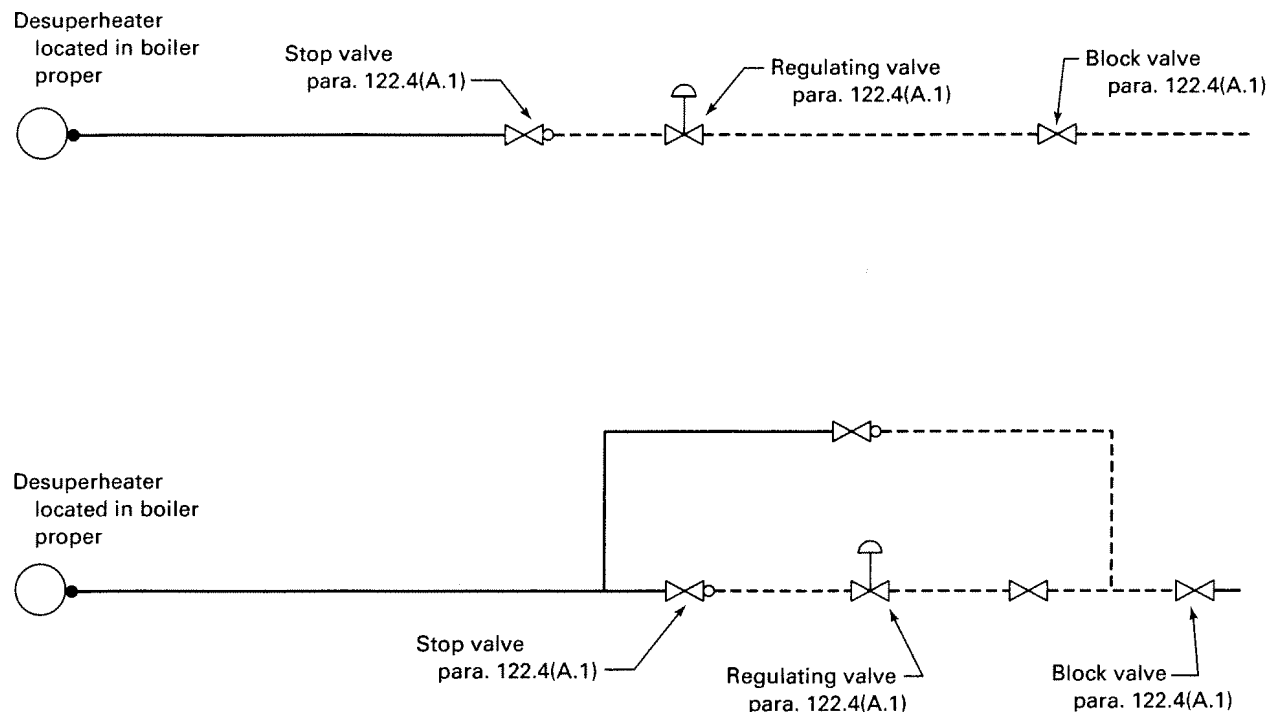 Desuperheater
located in boiler
proper
Stop valve
para. 122.4(A.1)
Regulating valve
para. 122.4(A.1)
Block valve
para. 122.4(A.1)
Desuperheater
located in boiler
proper
Stop valve
para. 122.4(A.1)
Regulating valve
para. 122.4(A.1)
Block valve
para. 122.4(A.1)